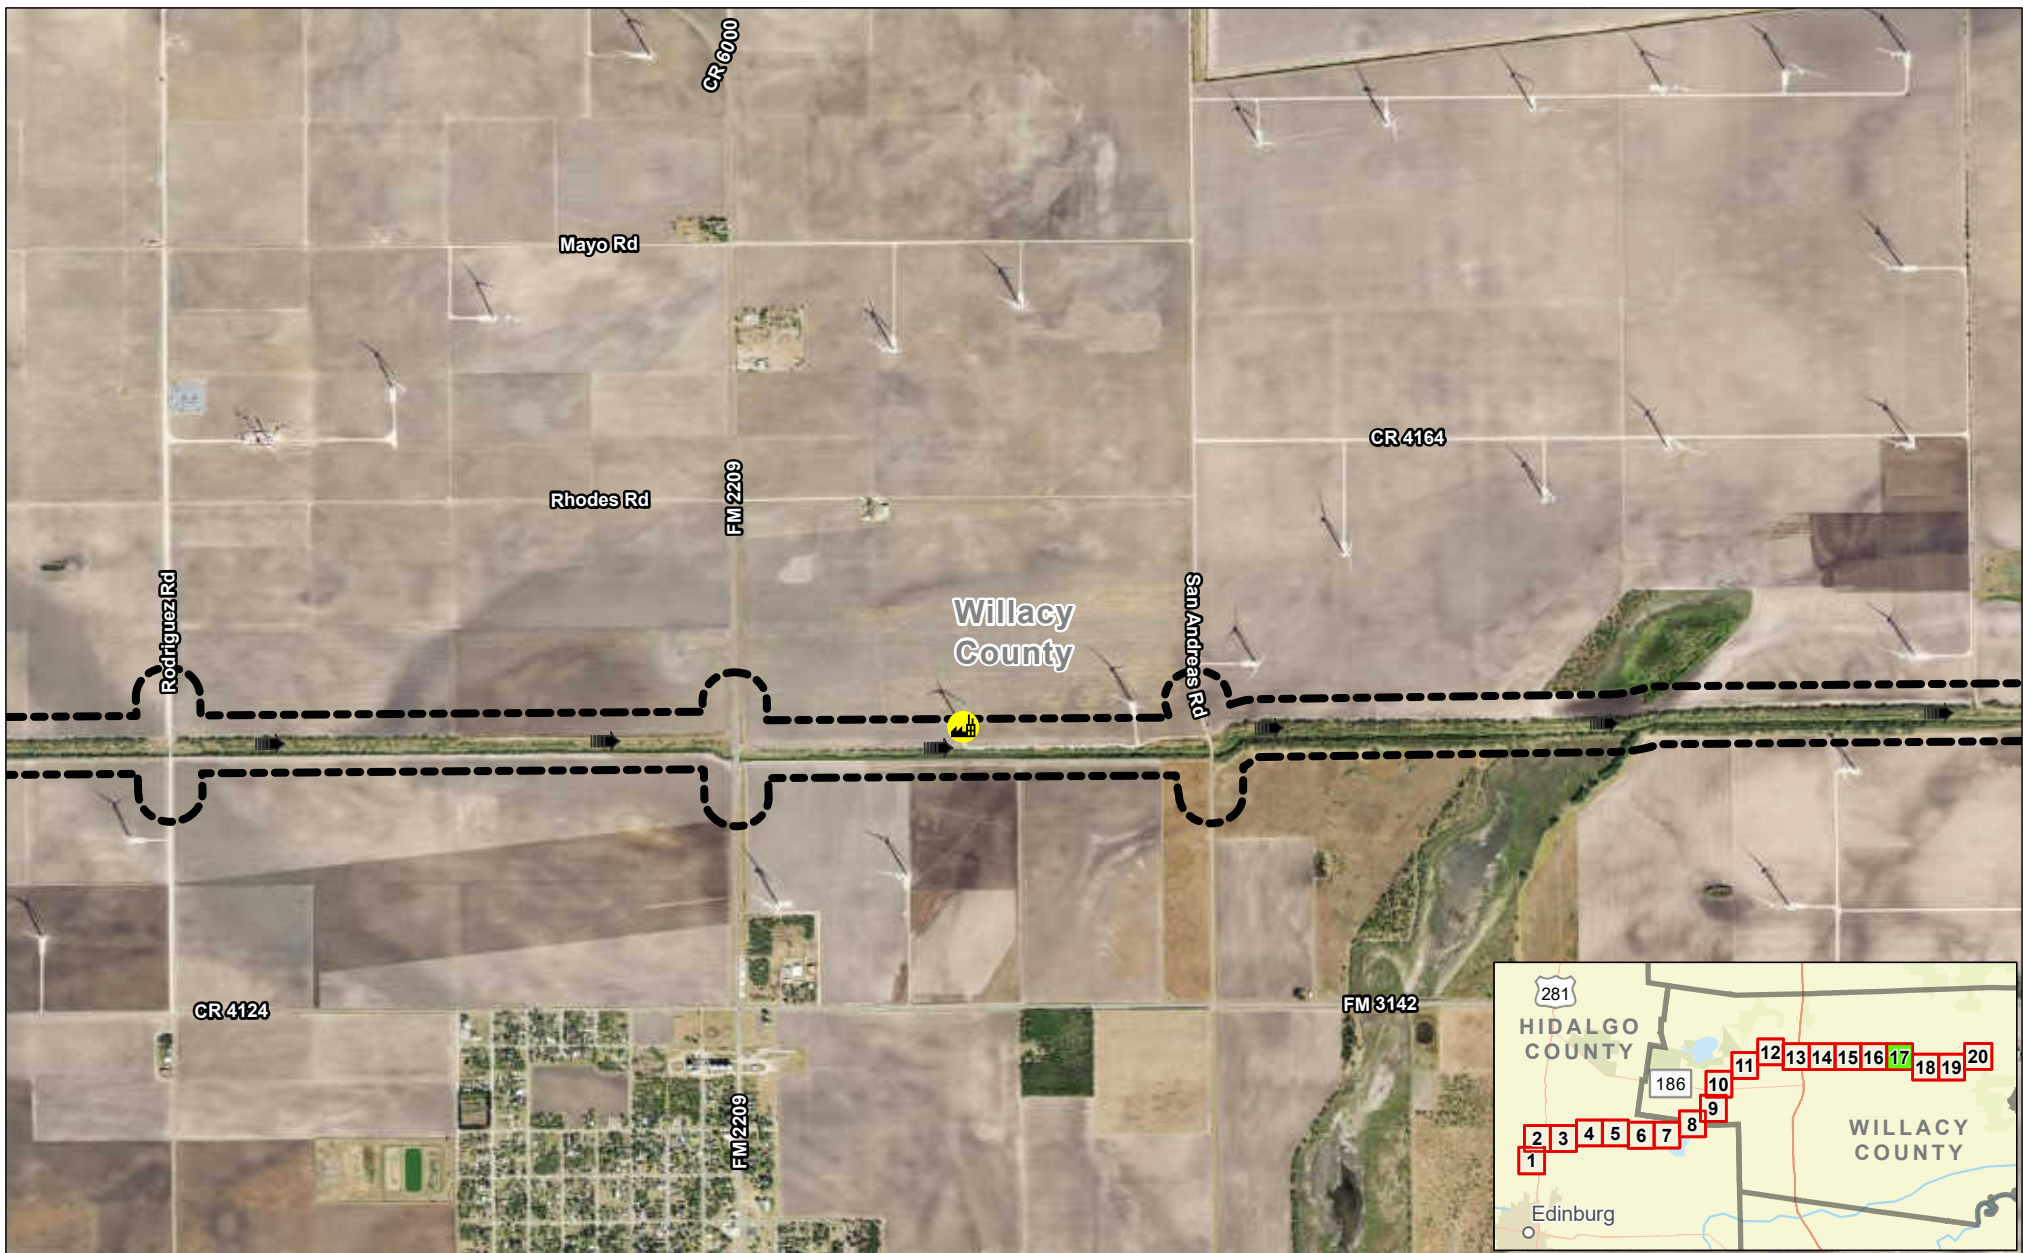 CR 6000
Mayo Rd
CR 4164
FM 2209
Rhodes Rd
Rodriguez Rd
San Andreas Rd
Willacy
County
CR 4124
FM 3142
FM 2209
281
HIDALGO
COUNTY
186
1
2
3
4
5
6
7
8
9
10
11
12
13
14
15
16
17
18
19
20
WILLACY
COUNTY
Edinburg